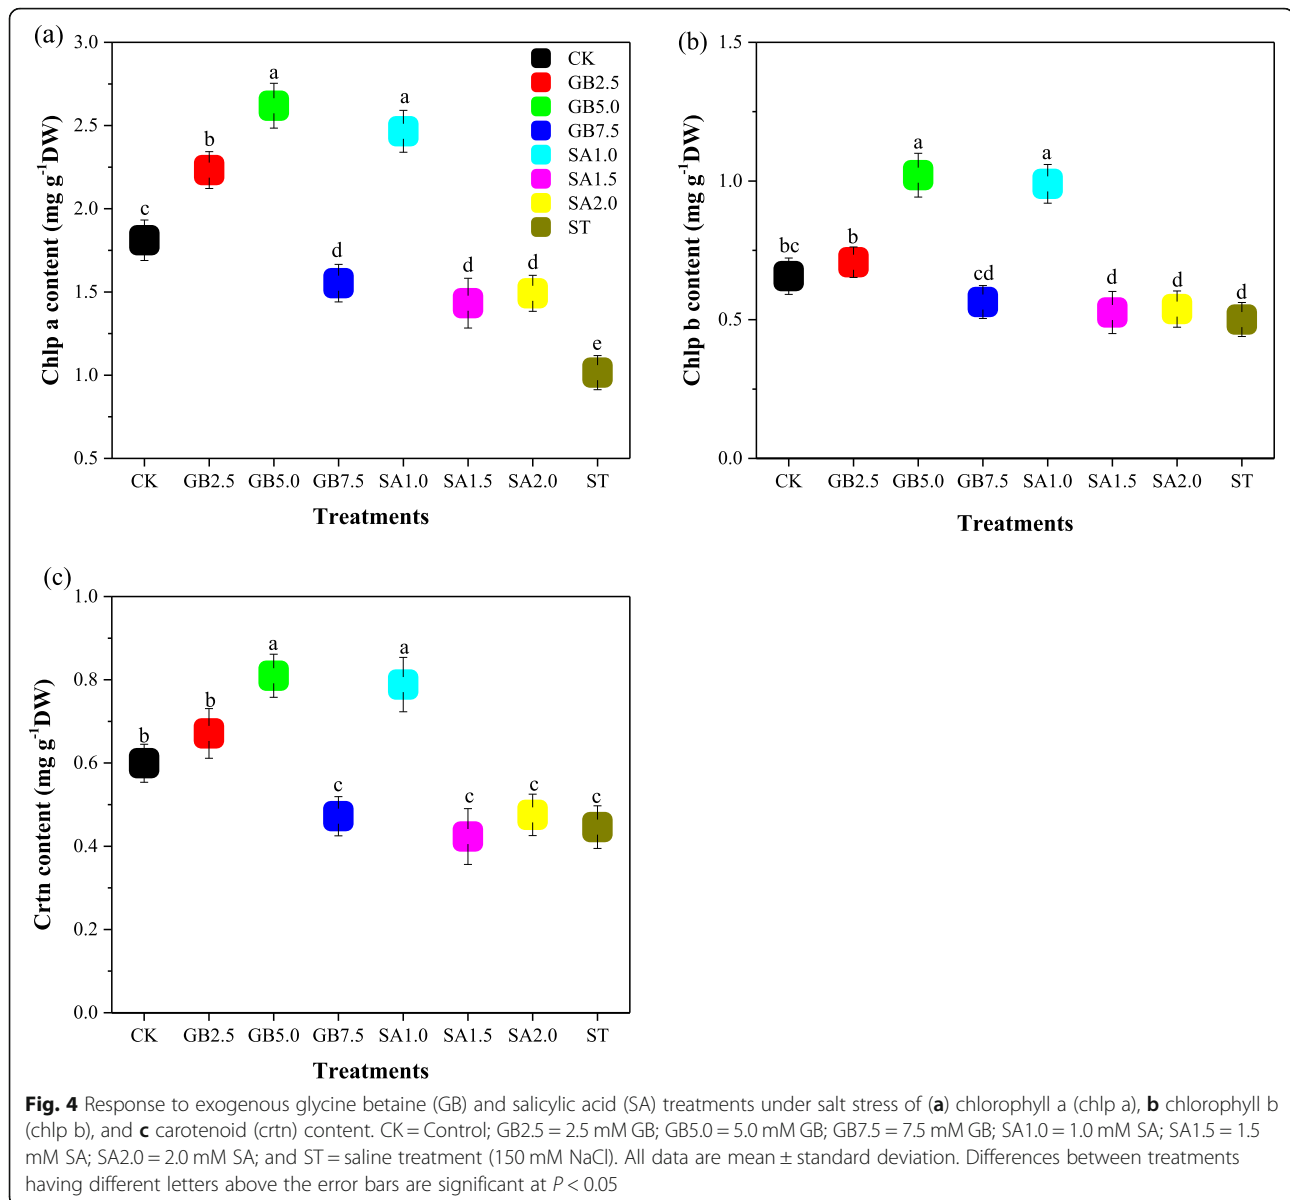 (a)
3.0
2.5
2.0
1.5
1.0
0.5
Chlp a content (mg g⁻¹DW)
c
b
a
d
a
d
d
e
CK
GB2.5
GB5.0
GB7.5
SA1.0
SA1.5
SA2.0
ST
CK GB2.5 GB5.0 GB7.5 SA1.0 SA1.5 SA2.0 ST
Treatments
(b)
1.5
1.0
0.5
0.0
Chlp b content (mg g⁻¹DW)
bc
b
a
cd
a
d
d
d
CK GB2.5 GB5.0 GB7.5 SA1.0 SA1.5 SA2.0 ST
Treatments
(c)
1.0
0.8
0.6
0.4
0.2
0.0
Crtn content (mg g⁻¹DW)
b
b
a
c
a
c
c
c
CK GB2.5 GB5.0 GB7.5 SA1.0 SA1.5 SA2.0 ST
Treatments
Fig. 4 Response to exogenous glycine betaine (GB) and salicylic acid (SA) treatments under salt stress of (a) chlorophyll a (chlp a), b chlorophyll b
(chlp b), and c carotenoid (crtn) content. CK = Control; GB2.5 = 2.5 mM GB; GB5.0 = 5.0 mM GB; GB7.5 = 7.5 mM GB; SA1.0 = 1.0 mM SA; SA1.5 = 1.5
mM SA; SA2.0 = 2.0 mM SA; and ST = saline treatment (150 mM NaCl). All data are mean ± standard deviation. Differences between treatments
having different letters above the error bars are significant at P < 0.05